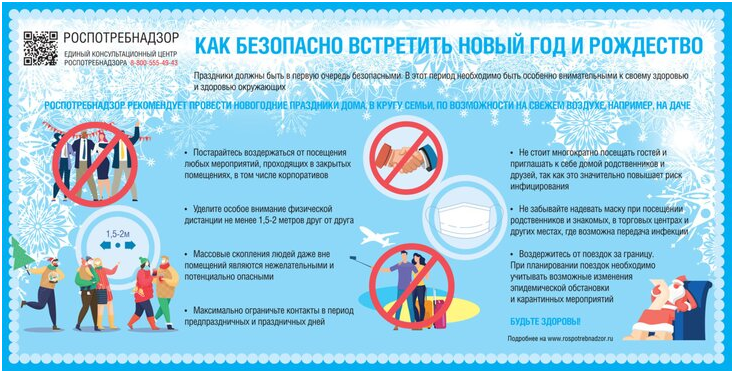 РОСПОТРЕБНАДЗОР
ЕДИНЫЙ КОНСУЛЬТАЦИОННЫЙ ЦЕНТР
РОСПОТРЕБНАДЗОРА 8-800-555-49-43
КАК БЕЗОПАСНО ВСТРЕТИТЬ НОВЫЙ ГОД И РОЖДЕСТВО
Праздники должны быть в первую очередь безопасными. В этот период необходимо быть особенно внимательными к своему здоровью
и здоровью окружающих
РОСПОТРЕБНАДЗОР РЕКОМЕНДУЕТ ПРОВЕСТИ НОВОГОДНИЕ ПРАЗДНИКИ ДОМА, В КРУГУ СЕМЬИ, ПО ВОЗМОЖНОСТИ НА СВЕЖЕМ ВОЗДУХЕ, НАПРИМЕР, НА ДАЧЕ
• Постарайтесь воздержаться от посещения
любых мероприятий, проходящих в закрытых
помещениях, в том числе корпоративов
• Уделите особое внимание физической
дистанции не менее 1,5-2 метров друг от друга
1,5-2м
• Массовые скопления людей даже вне
помещений являются нежелательными и
потенциально опасными
• Максимально ограничьте контакты в период
предпраздничных и праздничных дней
• Не стоит многократно посещать гостей и
приглашать к себе домой родственников и
друзей, так как это значительно повышает риск
инфицирования
• Не забывайте надевать маску при посещении
родственников и знакомых, в торговых центрах и
других местах, где возможна передача инфекции
• Воздержитесь от поездок за границу.
При планировании поездок необходимо
учитывать возможные изменения
эпидемической обстановки
и карантинных мероприятий
БУДЬТЕ ЗДОРОВЫ!
Подробнее на www.rospotrebnadzor.ru